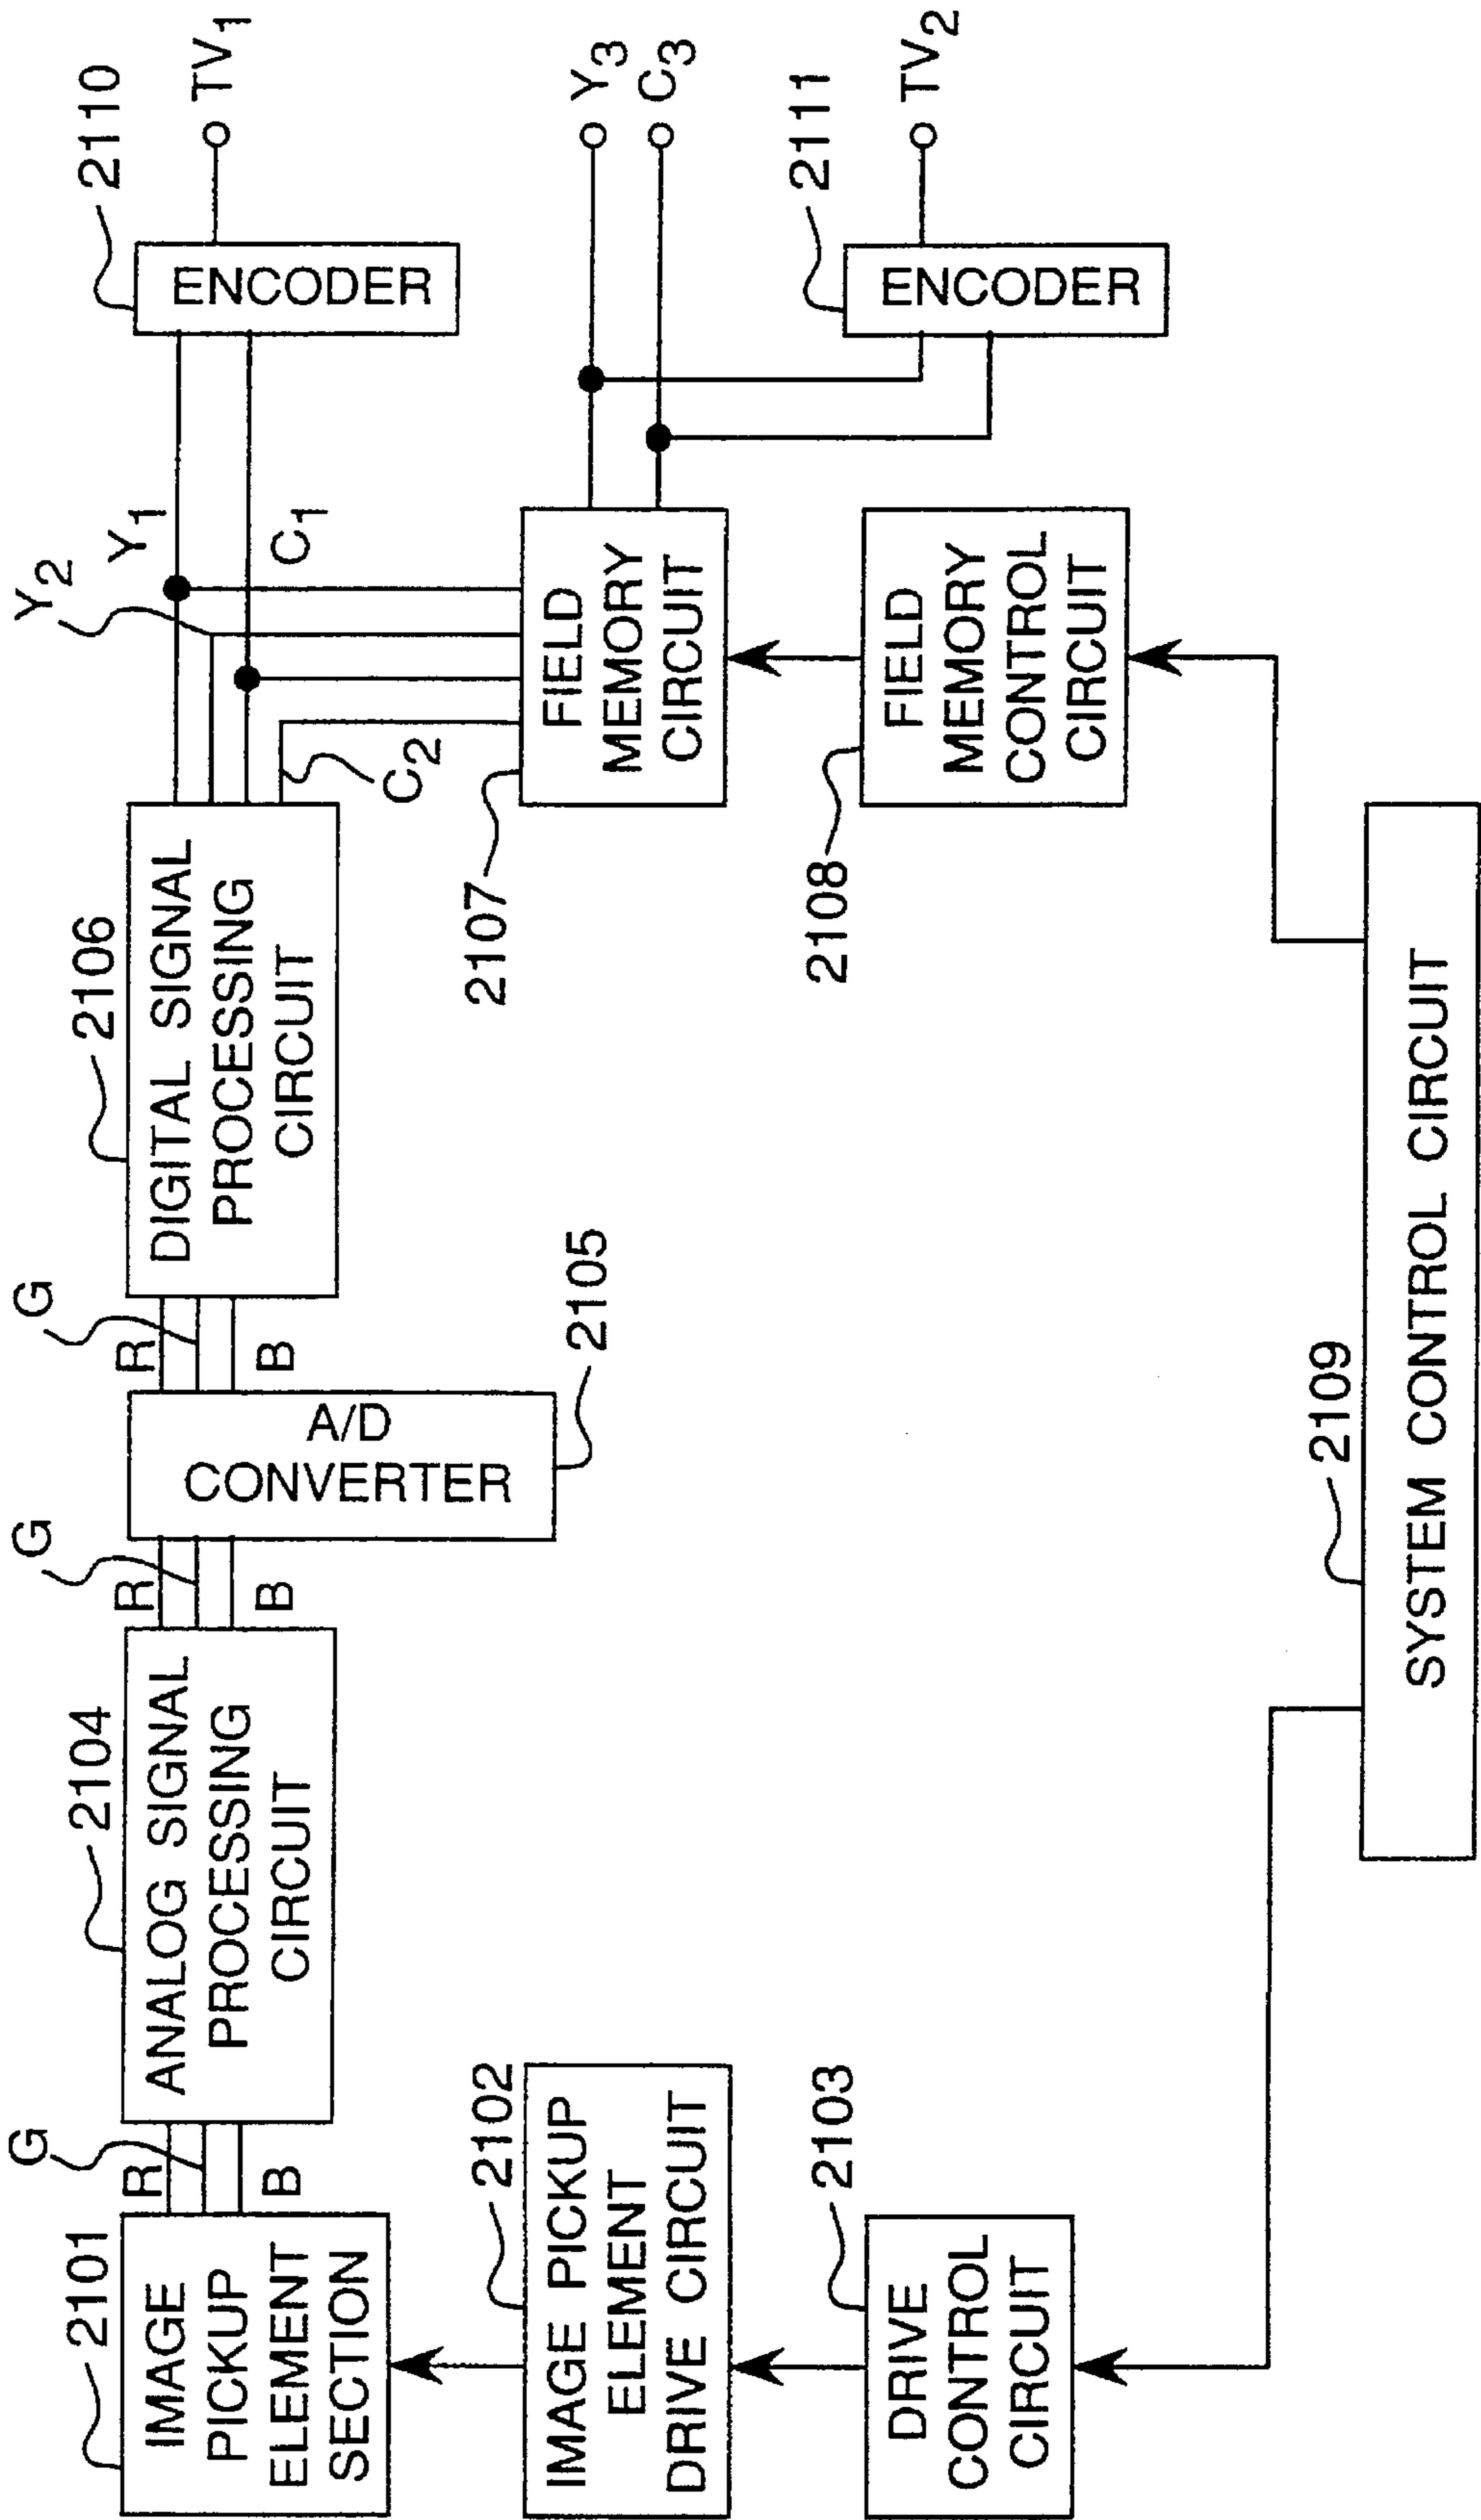 2101
IMAGE
PICKUP
ELEMENT
SECTION
R
G
B
2104
ANALOG SIGNAL
PROCESSING
CIRCUIT
R
G
B
A/D
CONVERTER
2105
R
G
B
2106
DIGITAL SIGNAL
PROCESSING
CIRCUIT
Y2
Y1
C1
C2
2110
ENCODER
TV1
2102
IMAGE PICKUP
ELEMENT
DRIVE CIRCUIT
2107
FIELD
MEMORY
CIRCUIT
Y3
C3
2111
ENCODER
TV2
2103
DRIVE
CONTROL
CIRCUIT
2108
FIELD
MEMORY
CONTROL
CIRCUIT
2109
SYSTEM CONTROL CIRCUIT